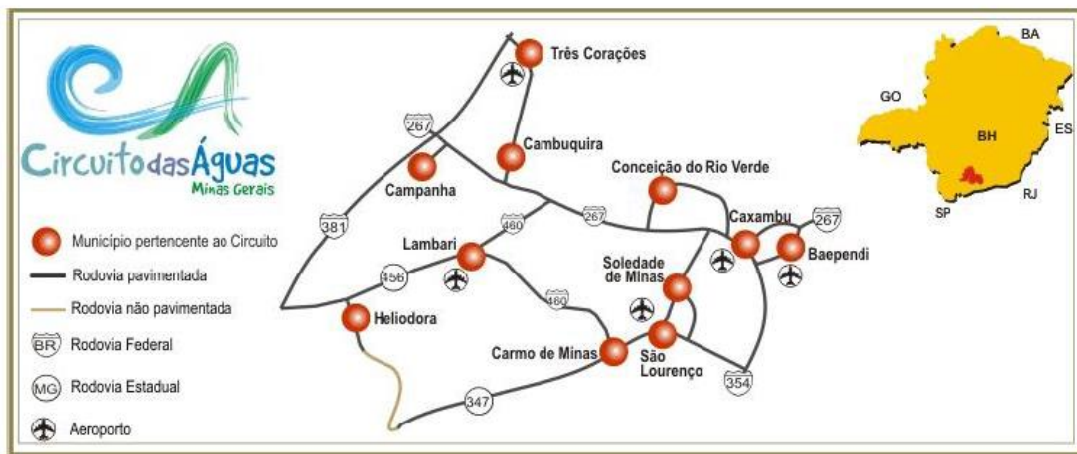 Circuito das Águas
Minas Gerais
Município pertencente ao Circuito
Rodovia pavimentada
Rodovia não pavimentada
BR
Rodovia Federal
MG
Rodovia Estadual
Aeroporto
Três Corações
267
Cambuquira
Campanha
Conceição do Rio Verde
381
Lambari
460
267
Caxambu
267
456
Soledade
de Minas
Baependi
460
Heliodora
Carmo de Minas
São
Lourenço
354
347
BA
GO
ES
BH
RJ
SP